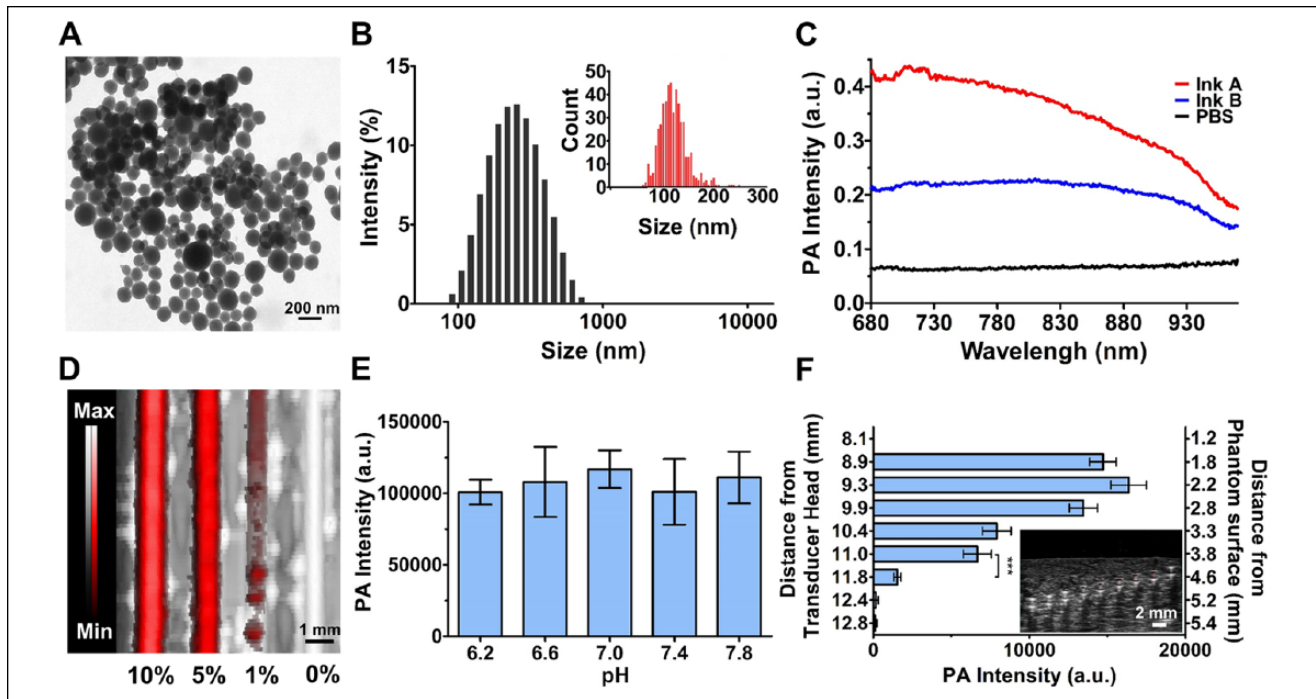 A
200 nm
B
Intensity (%)
15
10
5
0
100
1000
10000
Size (nm)
Count
50
40
30
20
10
0
100
200
300
Size (nm)
C
PA Intensity (a.u.)
0.4
0.3
0.2
0.1
0.0
680
730
780
830
880
930
Wavelengh (nm)
Ink A
Ink B
PBS
D
Max
Min
1 mm
10%
5%
1%
0%
E
PA Intensity (a.u.)
150000
100000
50000
0
6.2
6.6
7.0
7.4
7.8
pH
F
Distance from
Transducer Head (mm)
8.1
8.9
9.3
9.9
10.4
11.0
11.8
12.4
12.8
***
2 mm
1.2
1.8
2.2
2.8
3.3
3.8
4.6
5.2
5.4
Distance from
Phantom surface (mm)
0
10000
20000
PA Intensity (a.u.)